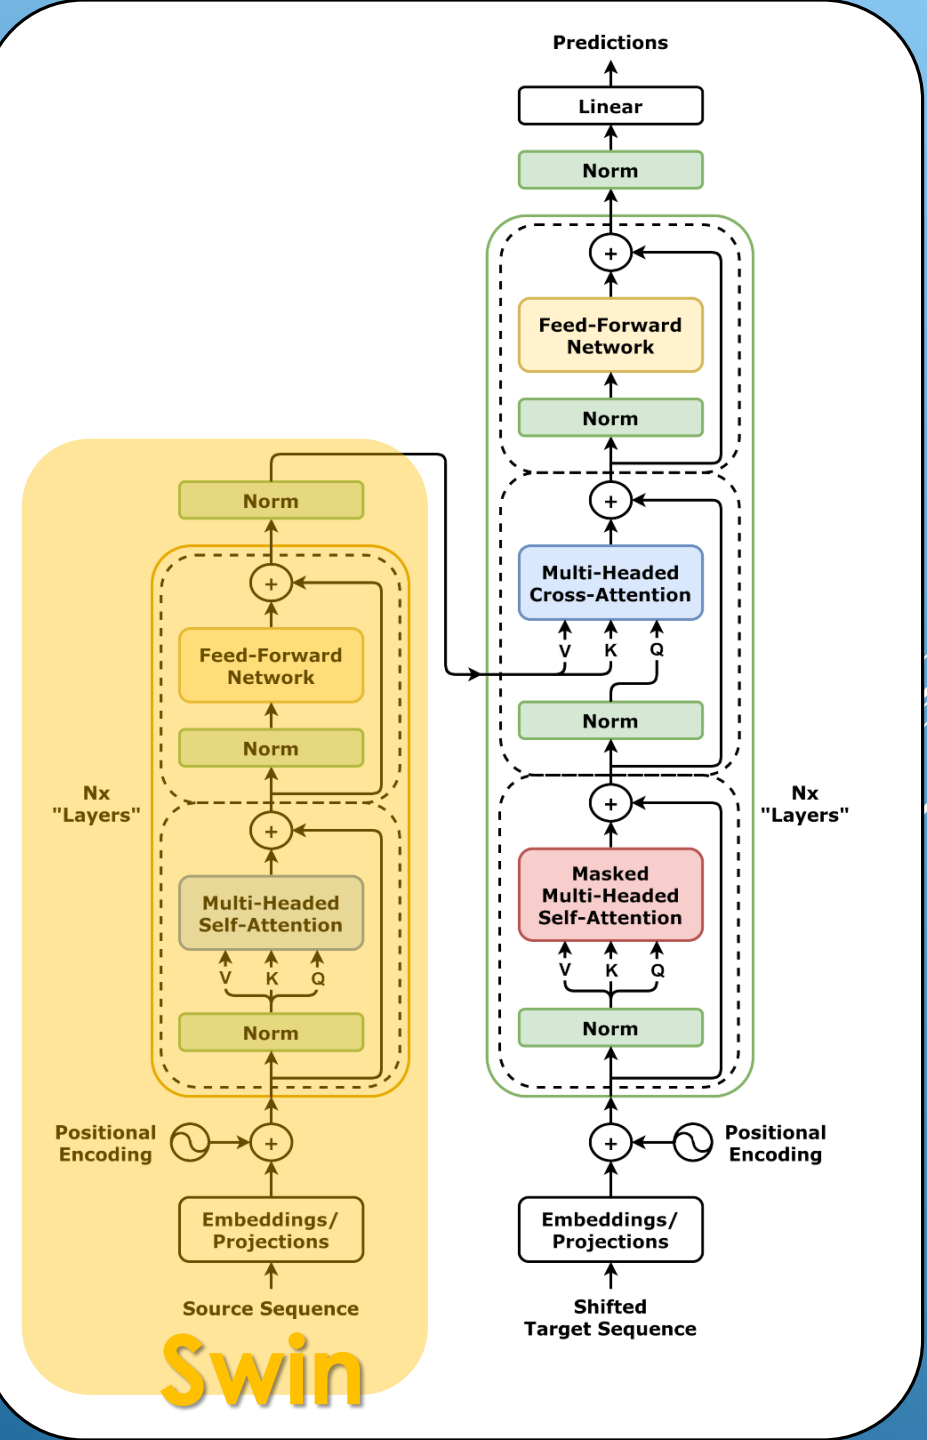 Predictions
Linear
Norm
+
Feed-Forward
Network
Norm
+
Multi-Headed
Cross-Attention
V K Q
Norm
+
Masked
Multi-Headed
Self-Attention
V K Q
Norm
Nx
"Layers"
+
Positional
Encoding
Embeddings/
Projections
Shifted
Target Sequence
Norm
+
Feed-Forward
Network
Norm
Nx
"Layers"
+
Multi-Headed
Self-Attention
V K Q
Norm
Positional
Encoding
+
Embeddings/
Projections
Source Sequence
Swin